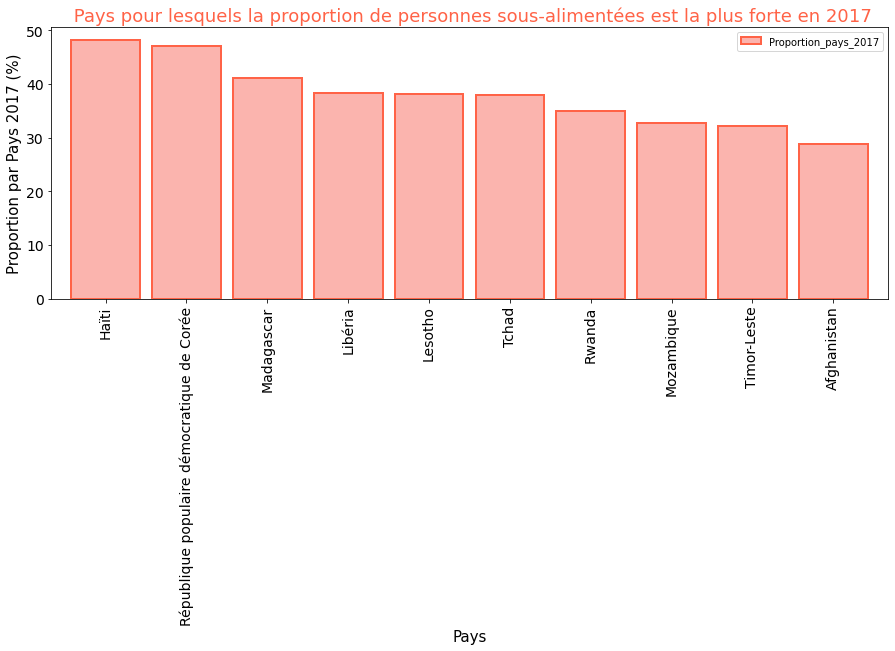 Pays pour lesquels la proportion de personnes sous-alimentées est la plus forte en 2017
Proportion_pays_2017
Proportion par Pays 2017 (%)
50
40
30
20
10
0
Haïti
République populaire démocratique de Corée
Madagascar
Libéria
Lesotho
Tchad
Rwanda
Mozambique
Timor-Leste
Afghanistan
Pays